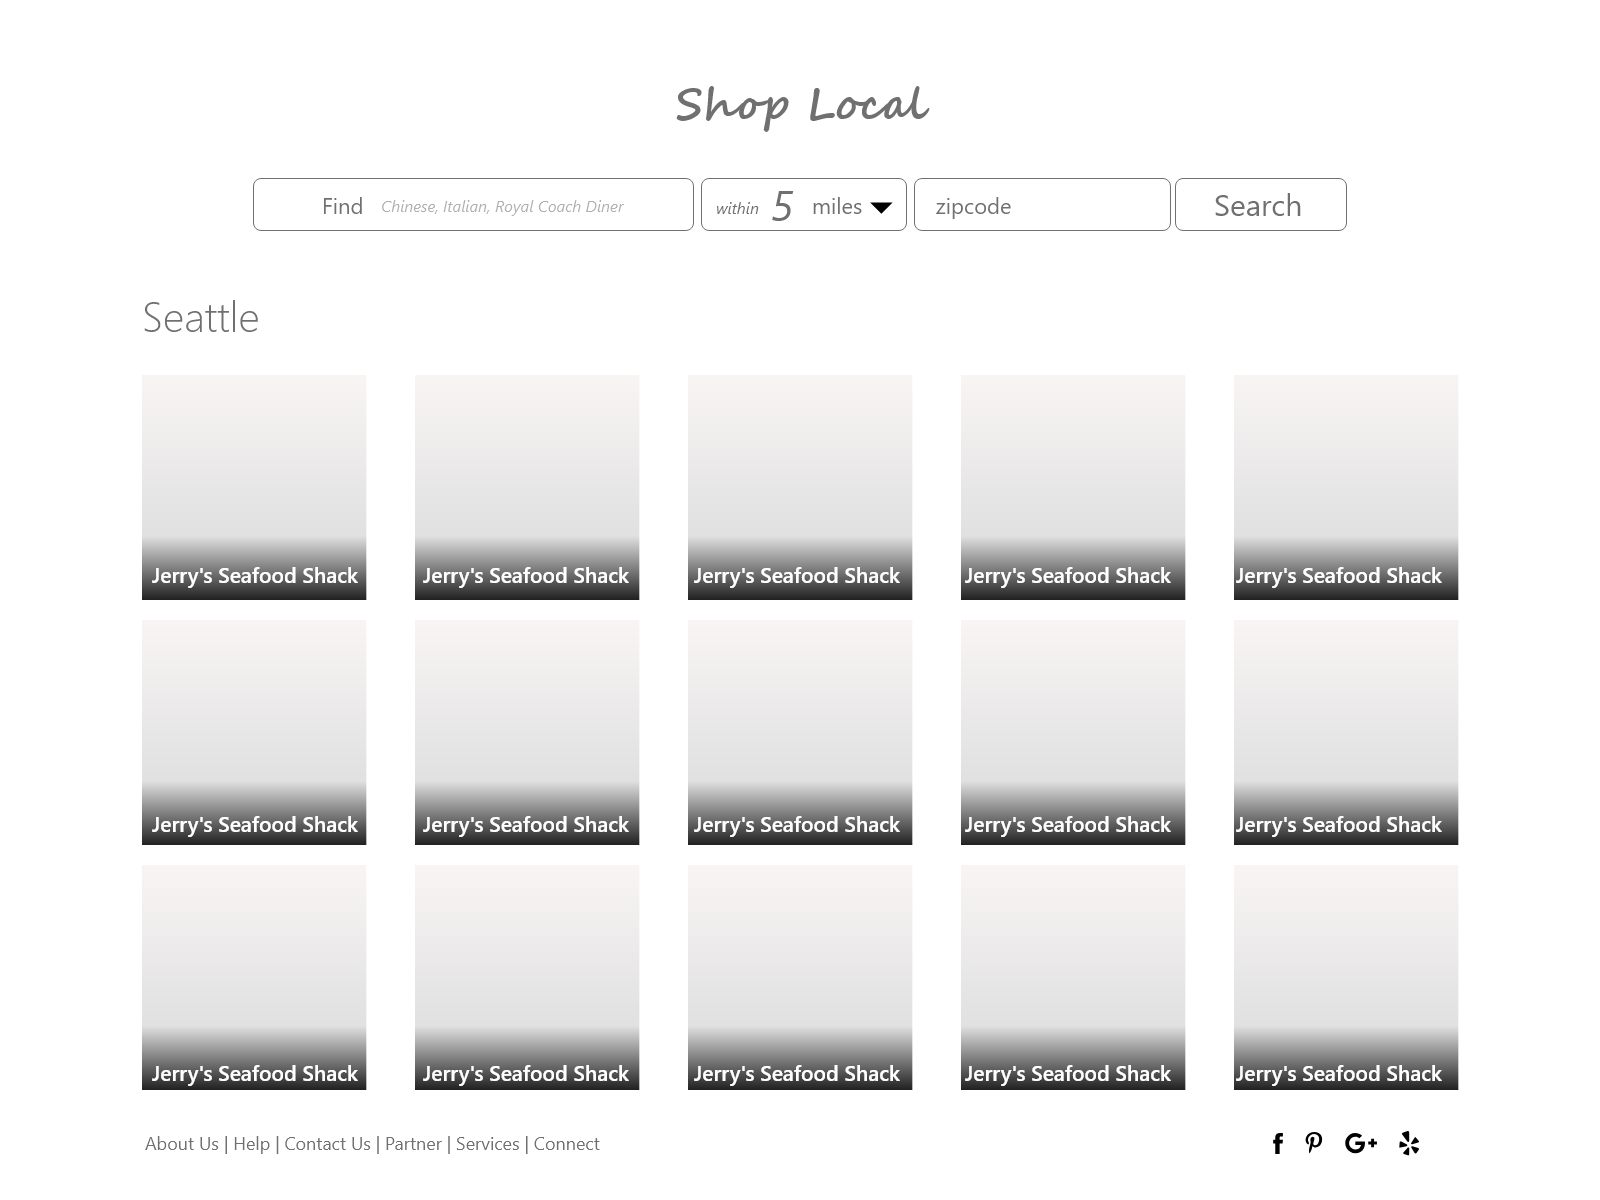 Shop Local
Find Chinese, Italian, Royal Coach Diner within 5 miles zipcode Search
Seattle
Jerry's Seafood Shack Jerry's Seafood Shack Jerry's Seafood Shack Jerry's Seafood Shack Jerry's Seafood Shack
Jerry's Seafood Shack Jerry's Seafood Shack Jerry's Seafood Shack Jerry's Seafood Shack Jerry's Seafood Shack
Jerry's Seafood Shack Jerry's Seafood Shack Jerry's Seafood Shack Jerry's Seafood Shack Jerry's Seafood Shack
About Us | Help | Contact Us | Partner | Services | Connect f G+